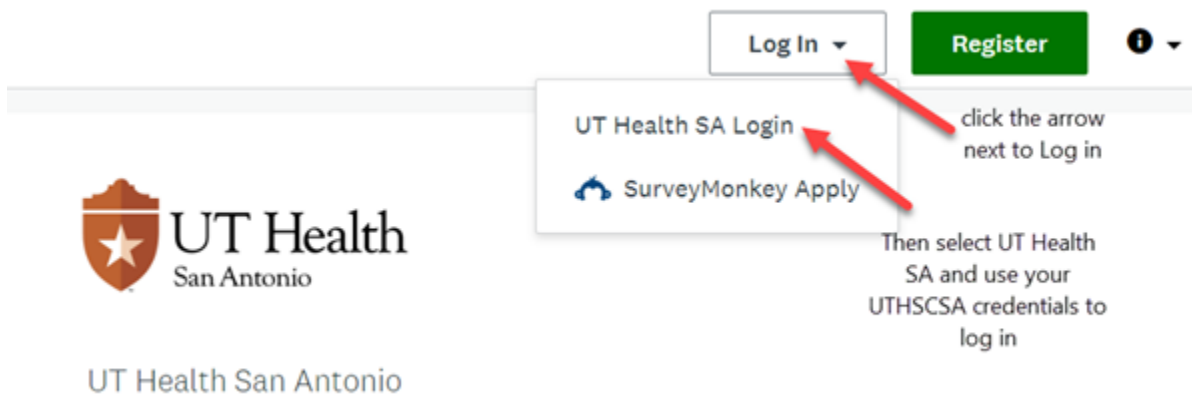 Log In
Register
UT Health SA Login
SurveyMonkey Apply
click the arrow
next to Log in
UT Health
San Antonio
Then select UT Health
SA and use your
UTHSCSA credentials to
log in
UT Health San Antonio